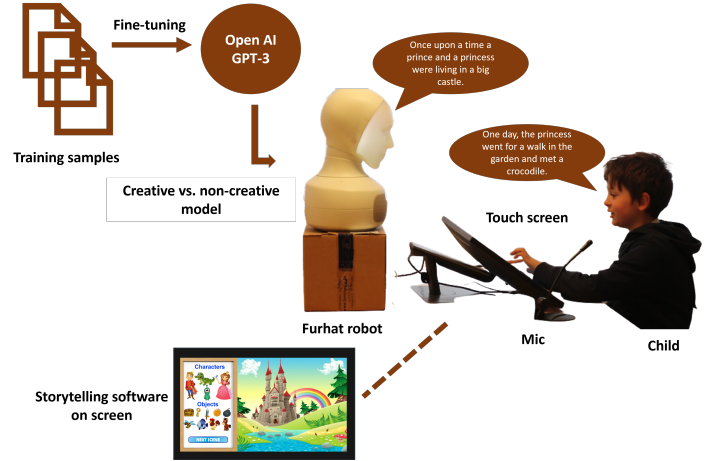 Fine-tuning
Open AI
GPT-3
Training samples
Once upon a time a
prince and a princess
were living in a big
castle.
One day, the princess
went for a walk in the
garden and met a
crocodile.
Creative vs. non-creative
model
Touch screen
Furhat robot
Mic
Child
Storytelling software
on screen
Characters
Objects
NEXT SCENE